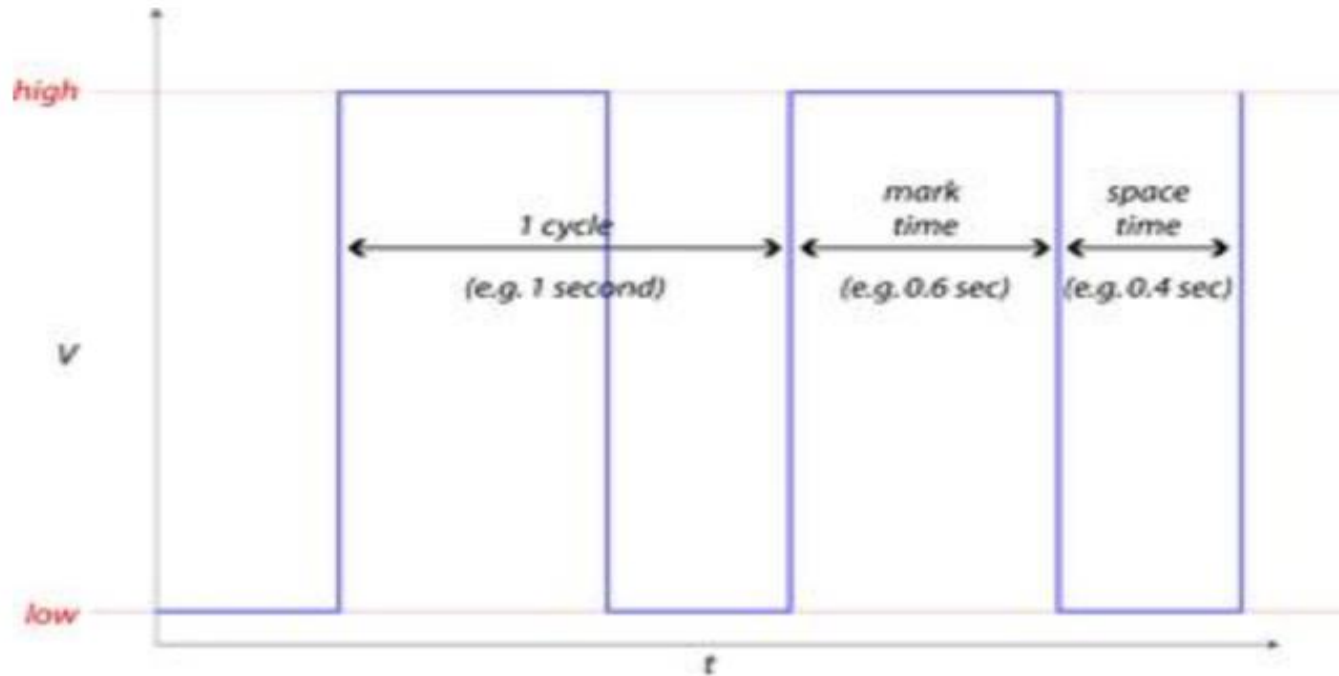 high
mark
time
space
time
1 cycle
(e.g. 1 second)
(e.g. 0.6 sec)
(e.g. 0.4 sec)
V
low
t